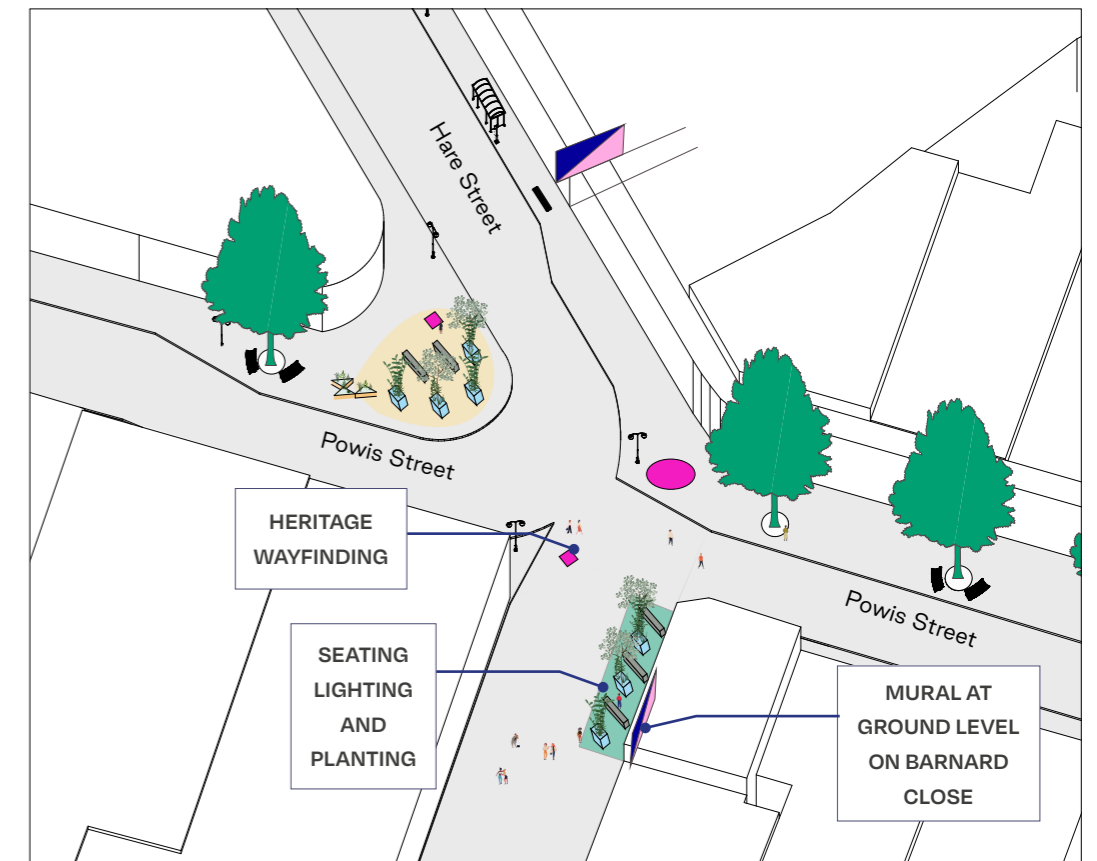 Hare Street
Powis Street
HERITAGE
WAYFINDING
Powis Street
SEATING
LIGHTING
AND
PLANTING
MURAL AT
GROUND LEVEL
ON BARNARD
CLOSE